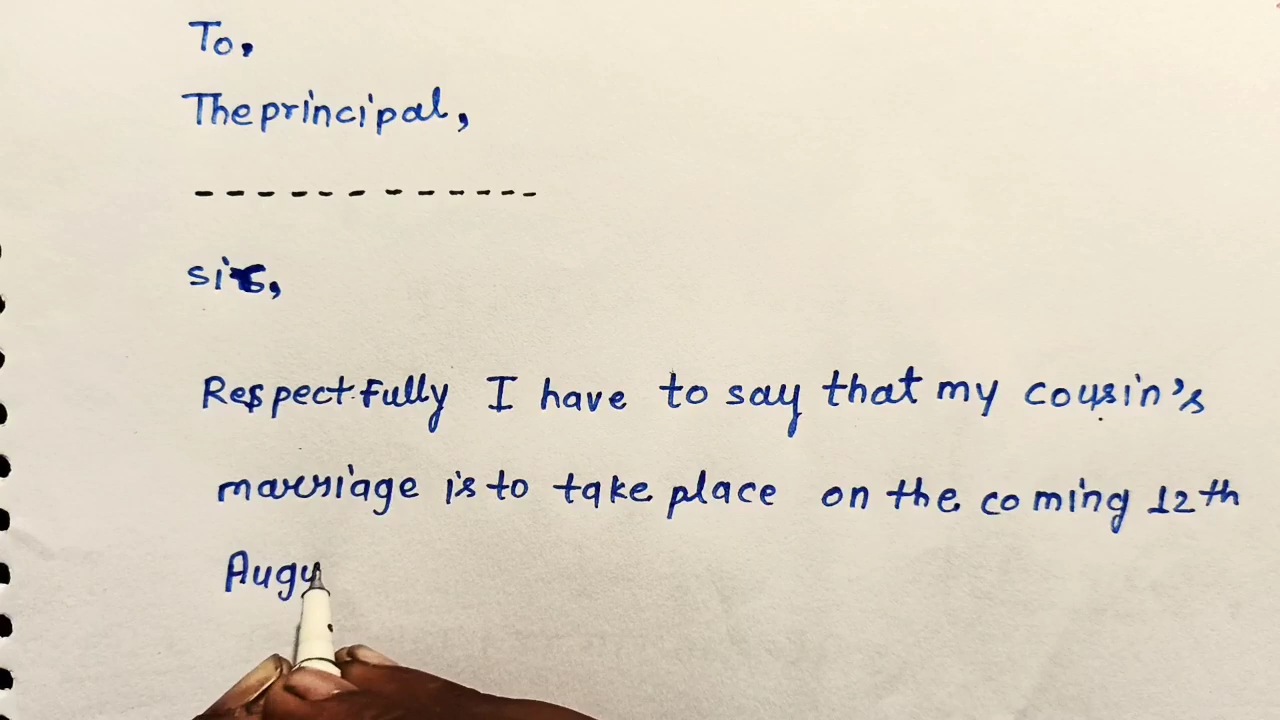 To,
The principal,
------------
sir,
Respectfully I have to say that my cousin's
marriage is to take place on the coming 12th
Augu